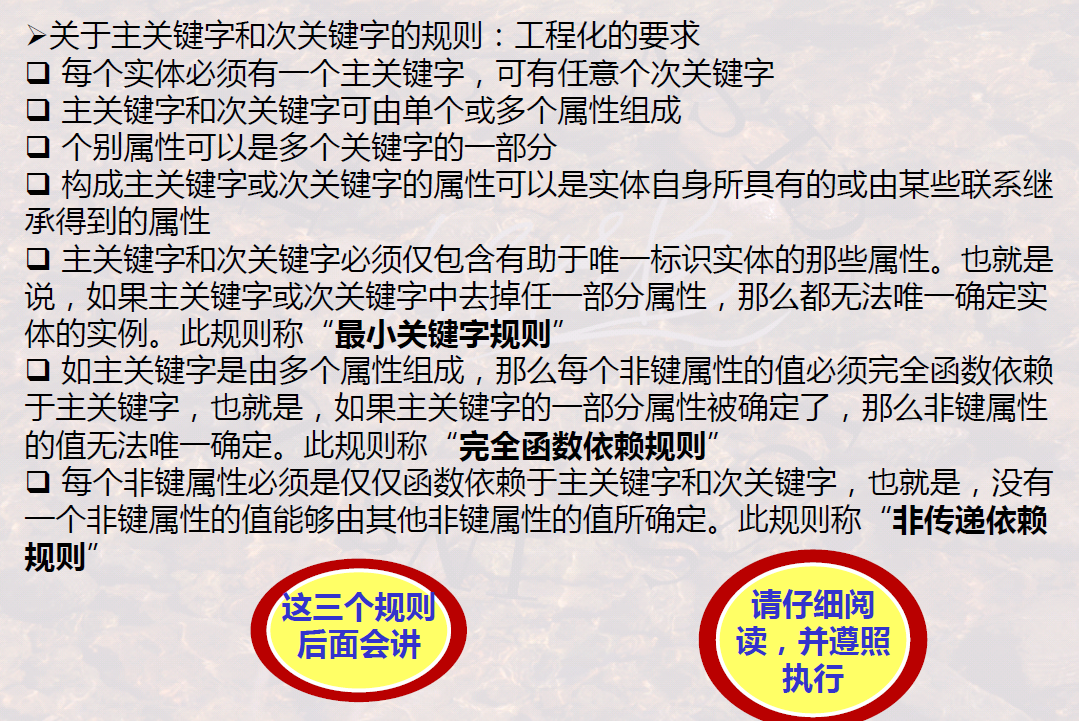 ➢关于主关键字和次关键字的规则：工程化的要求
❑ 每个实体必须有一个主关键字，可有任意个次关键字
❑ 主关键字和次关键字可由单个或多个属性组成
❑ 个别属性可以是多个关键字的一部分
❑ 构成主关键字或次关键字的属性可以是实体自身所具有的或由某些联系继
承得到的属性
❑ 主关键字和次关键字必须仅包含有助于唯一标识实体的那些属性。也就是
说，如果主关键字或次关键字中去掉任一部分属性，那么都无法唯一确定实
体的实例。此规则称“最小关键字规则”
❑ 如主关键字是由多个属性组成，那么每个非键属性的值必须完全函数依赖
于主关键字，也就是，如果主关键字的一部分属性被确定了，那么非键属性
的值无法唯一确定。此规则称“完全函数依赖规则”
❑ 每个非键属性必须是仅仅函数依赖于主关键字和次关键字，也就是，没有
一个非键属性的值能够由其他非键属性的值所确定。此规则称“非传递依赖
规则”
这三个规则
后面会讲
请仔细阅
读，并遵照
执行